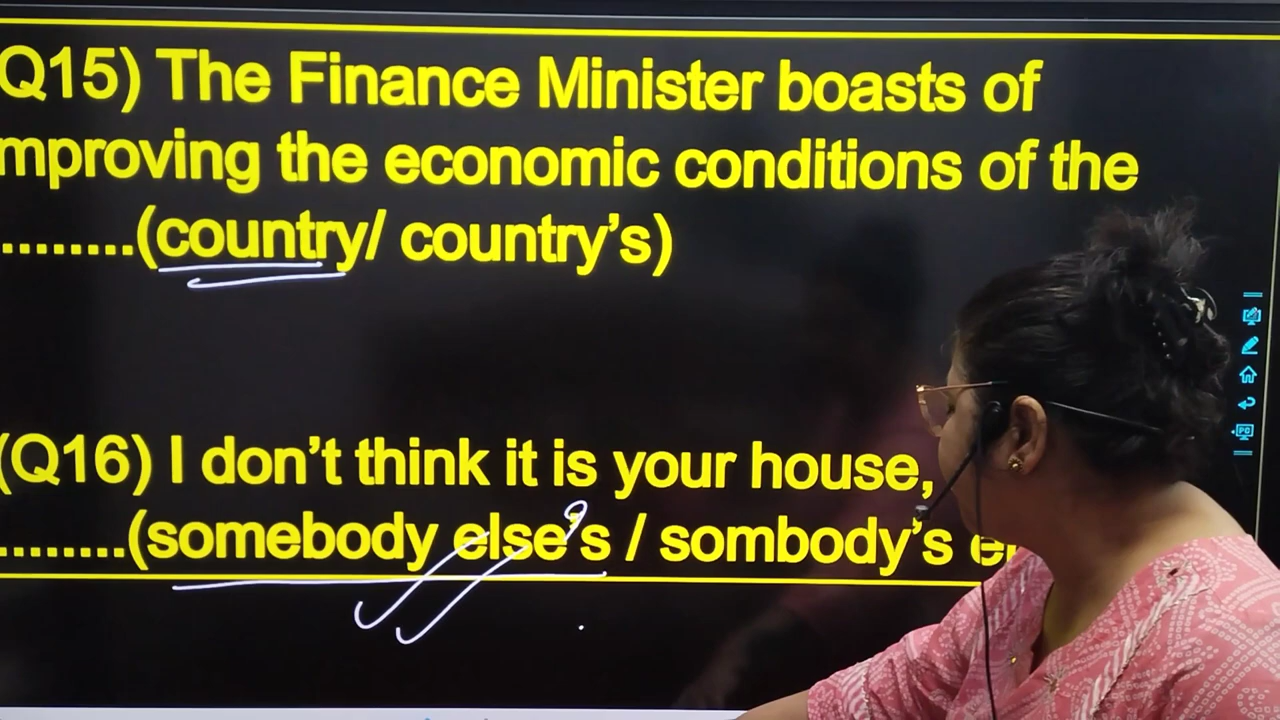 Q15) The Finance Minister boasts of
mproving the economic conditions of the
........(country/ country's)
(Q16) I don't think it is your house,
........(somebody else's / sombody's